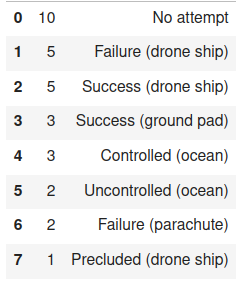 0 10 No attempt
1 5 Failure (drone ship)
2 5 Success (drone ship)
3 3 Success (ground pad)
4 3 Controlled (ocean)
5 2 Uncontrolled (ocean)
6 2 Failure (parachute)
7 1 Precluded (drone ship)